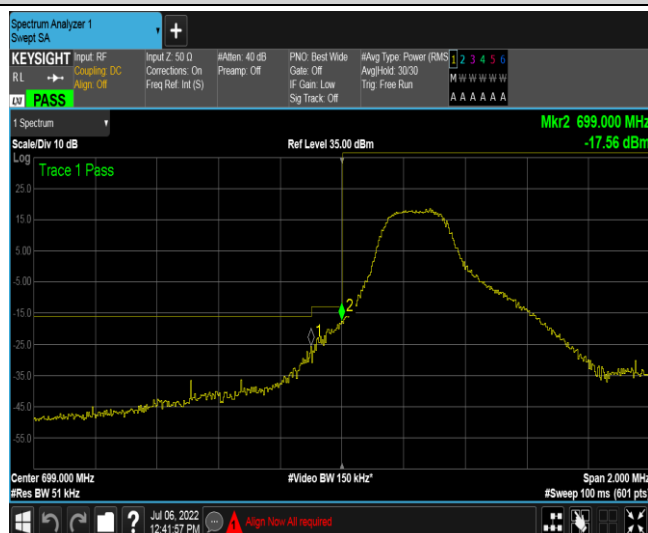 Spectrum Analyzer 1
Swept SA
+
KEYSIGHT Input: RF Input Z: 50 Ω #Atten: 40 dB PNO: Best Wide #Avg Type: Power (RMS 1 2 3 4 5 6
RL Coupling: DC Corrections: On Preamp: Off Gate: Off Avg|Hold: 30/30 M W W W W W
Align: Off Freq Ref: Int (S) IF Gain: Low Trig: Free Run
LXI PASS Sig Track: Off A A A A A A
1 Spectrum Mkr2 699.000 MHz
Scale/Div 10 dB Ref Level 35.00 dBm -17.56 dBm
Log Trace 1 Pass
25.0
15.0
5.00
-5.00
-15.0 2
1
-25.0
-35.0
-45.0
-55.0
Center 699.000 MHz #Video BW 150 kHz* Span 2.000 MHz
#Res BW 51 kHz #Sweep 100 ms (601 pts)
? Jul 06, 2022 Align Now All required
12:41:57 PM